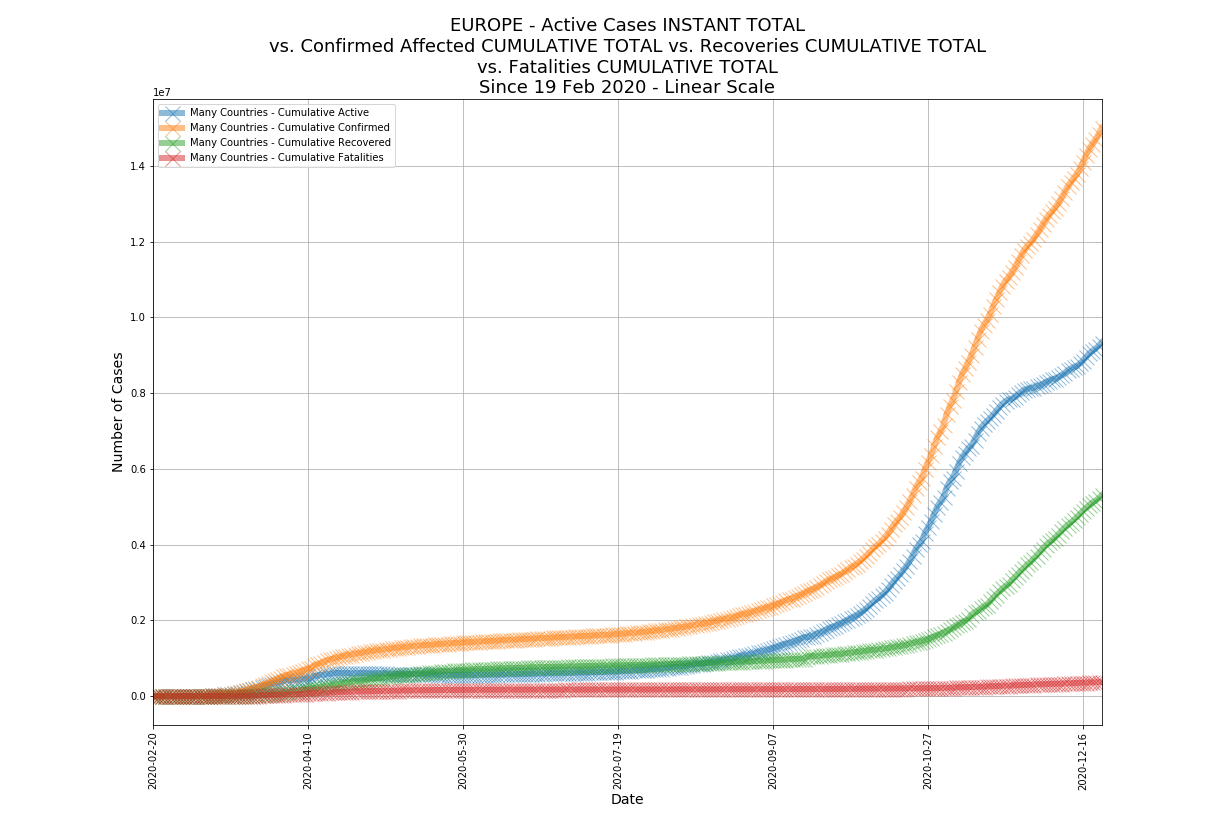 EUROPE - Active Cases INSTANT TOTAL
vs. Confirmed Affected CUMULATIVE TOTAL vs. Recoveries CUMULATIVE TOTAL
vs. Fatalities CUMULATIVE TOTAL
Since 19 Feb 2020 - Linear Scale
1e7
Many Countries - Cumulative Active
Many Countries - Cumulative Confirmed
Many Countries - Cumulative Recovered
Many Countries - Cumulative Fatalities
1.4
1.2
1.0
0.8
0.6
0.4
0.2
0.0
Number of Cases
2020-02-20
2020-04-10
2020-05-30
2020-07-19
2020-09-07
2020-10-27
2020-12-16
Date